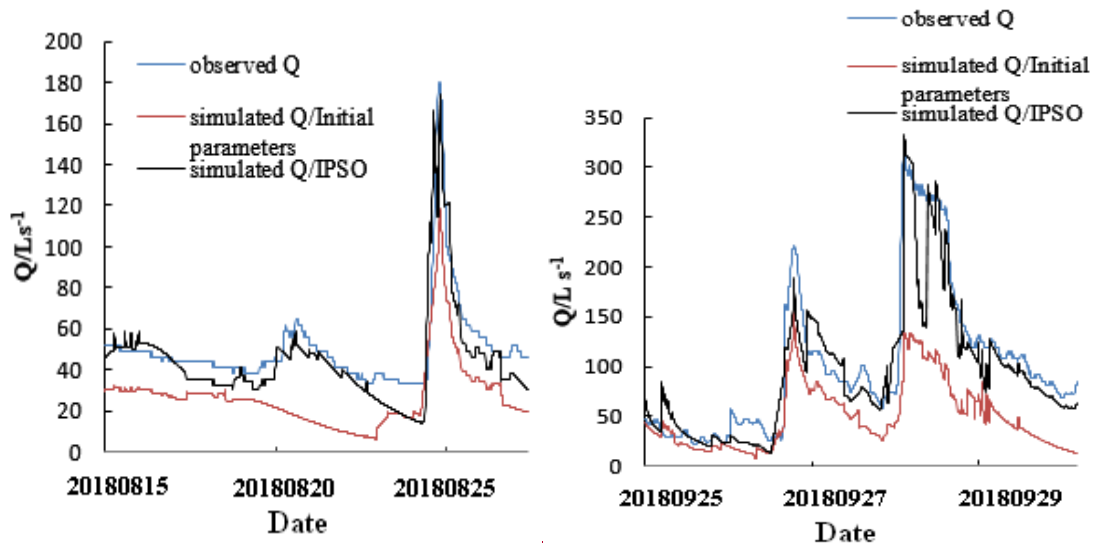 200
180
160
140
120
100
80
60
40
20
0
Q/Ls-1
observed Q
simulated Q/Initial
parameters
simulated Q/IPSO
20180815
20180820
20180825
Date
observed Q
simulated Q/Initial
parameters
simulated Q/IPSO
350
300
250
200
150
100
50
0
Q/L s-1
20180925
20180927
20180929
Date